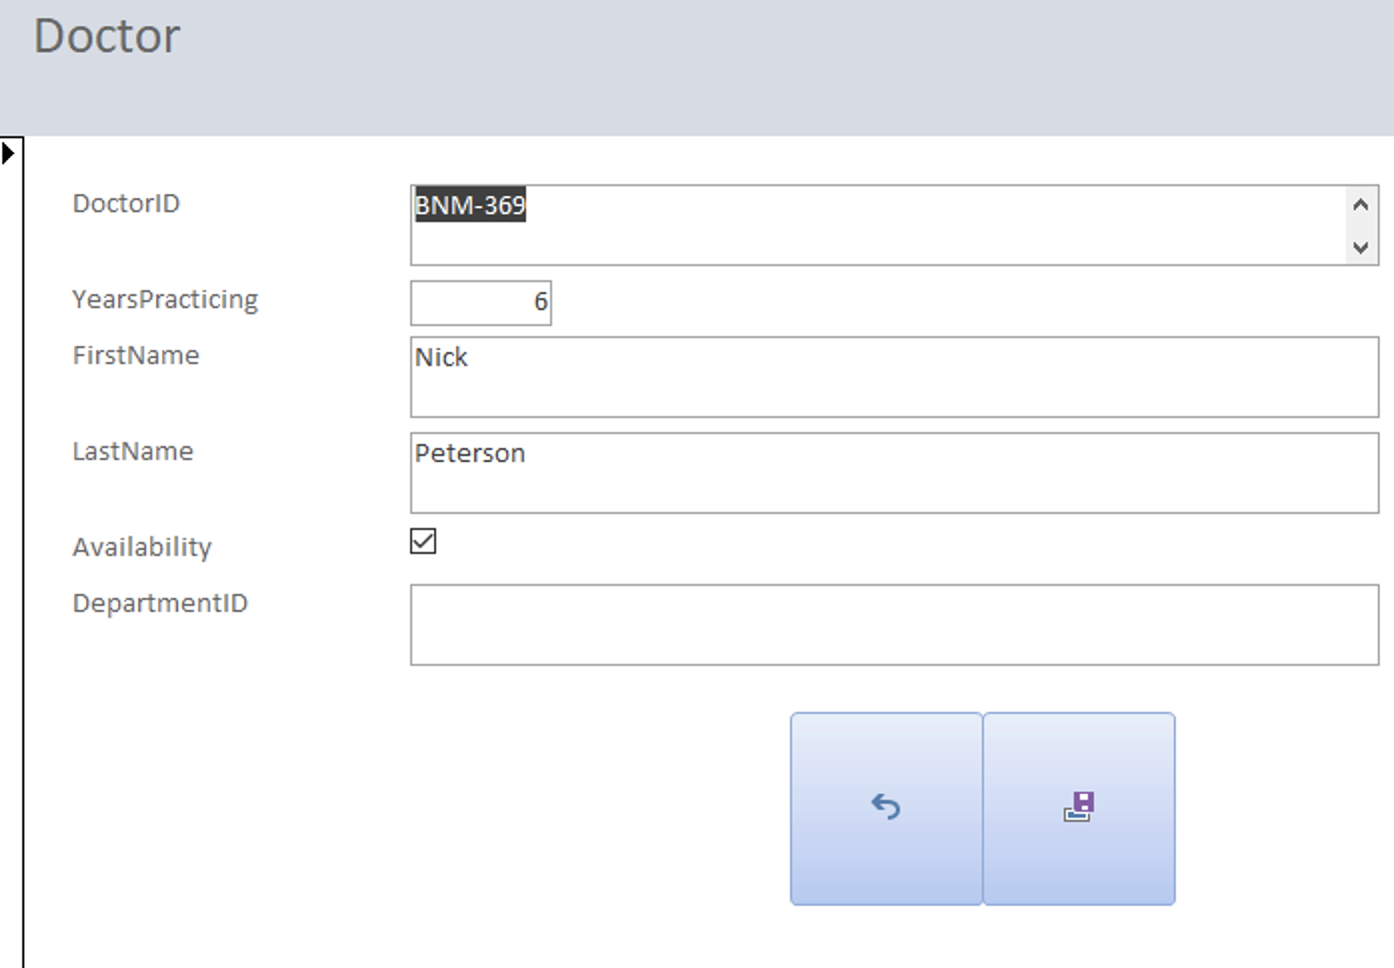 Doctor
DoctorID BNM-369
YearsPracticing 6
FirstName Nick
LastName Peterson
Availability
DepartmentID